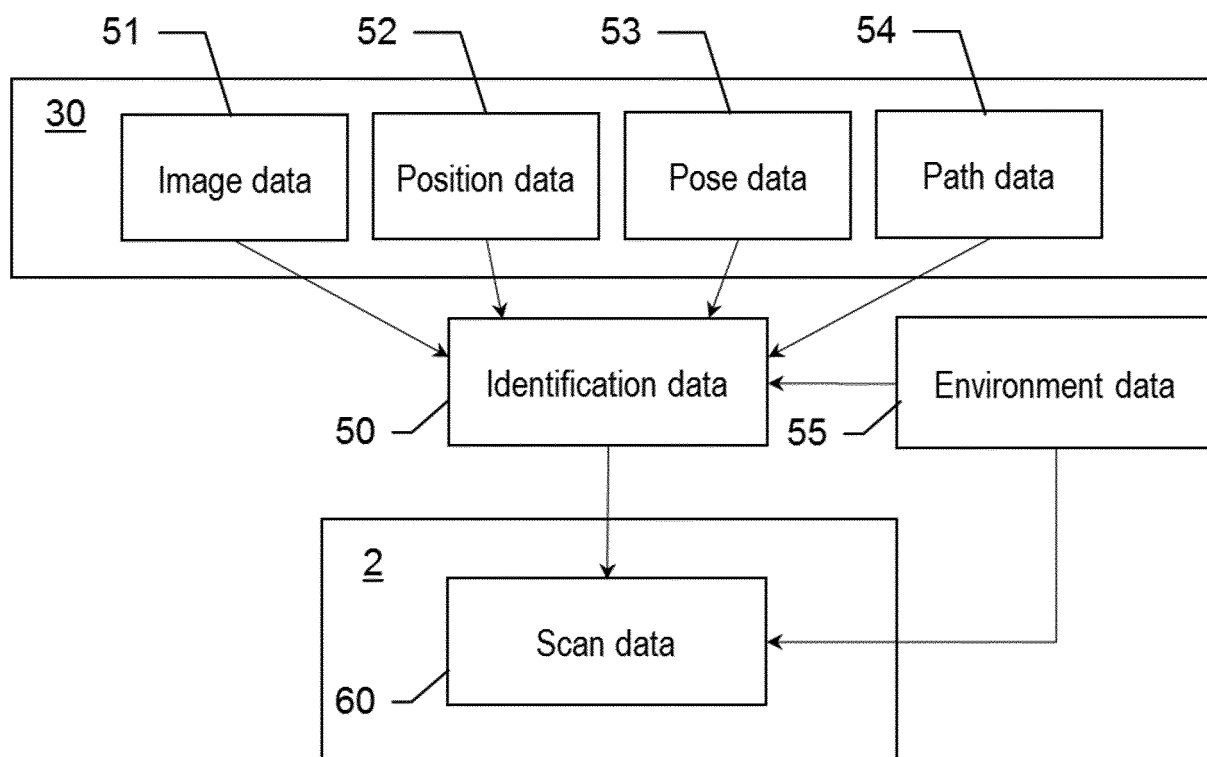 51
52
53
54
30
Image data
Position data
Pose data
Path data
Identification data
Environment data
50
55
2
Scan data
60